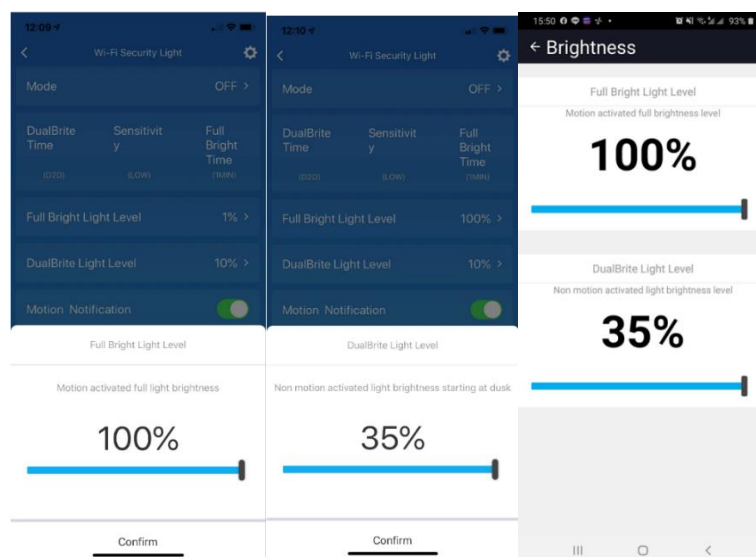 12:09
Wi-Fi Security Light
Mode OFF >
DualBrite Time Sensitivity Full Bright Time
(D2D) (LOW) (1MIN)
Full Bright Light Level 1% >
DualBrite Light Level 10% >
Motion Notification
Full Bright Light Level
Motion activated full light brightness
100%
Confirm
12:10
Wi-Fi Security Light
Mode OFF >
DualBrite Time Sensitivity Full Bright Time
(D2D) (LOW) (1MIN)
Full Bright Light Level 100% >
DualBrite Light Level 10% >
Motion Notification
DualBrite Light Level
Non motion activated light brightness starting at dusk
35%
Confirm
15:50 93%
Brightness
Full Bright Light Level
Motion activated full brightness level
100%
DualBrite Light Level
Non motion activated light brightness level
35%